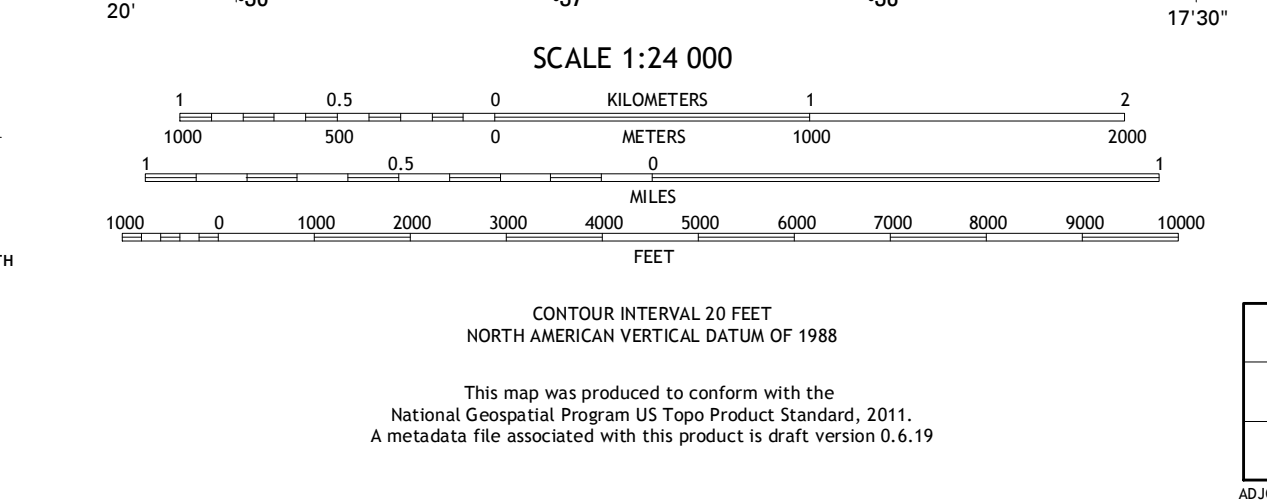 20'
17'30"
SCALE 1:24 000
1 0.5 0 KILOMETERS 1 2
1000 500 0 METERS 1000 2000
1 0.5 0 1
MILES
1000 0 1000 2000 3000 4000 5000 6000 7000 8000 9000 10000
FEET
TH
CONTOUR INTERVAL 20 FEET
NORTH AMERICAN VERTICAL DATUM OF 1988
This map was produced to conform with the
National Geospatial Program US Topo Product Standard, 2011.
A metadata file associated with this product is draft version 0.6.19